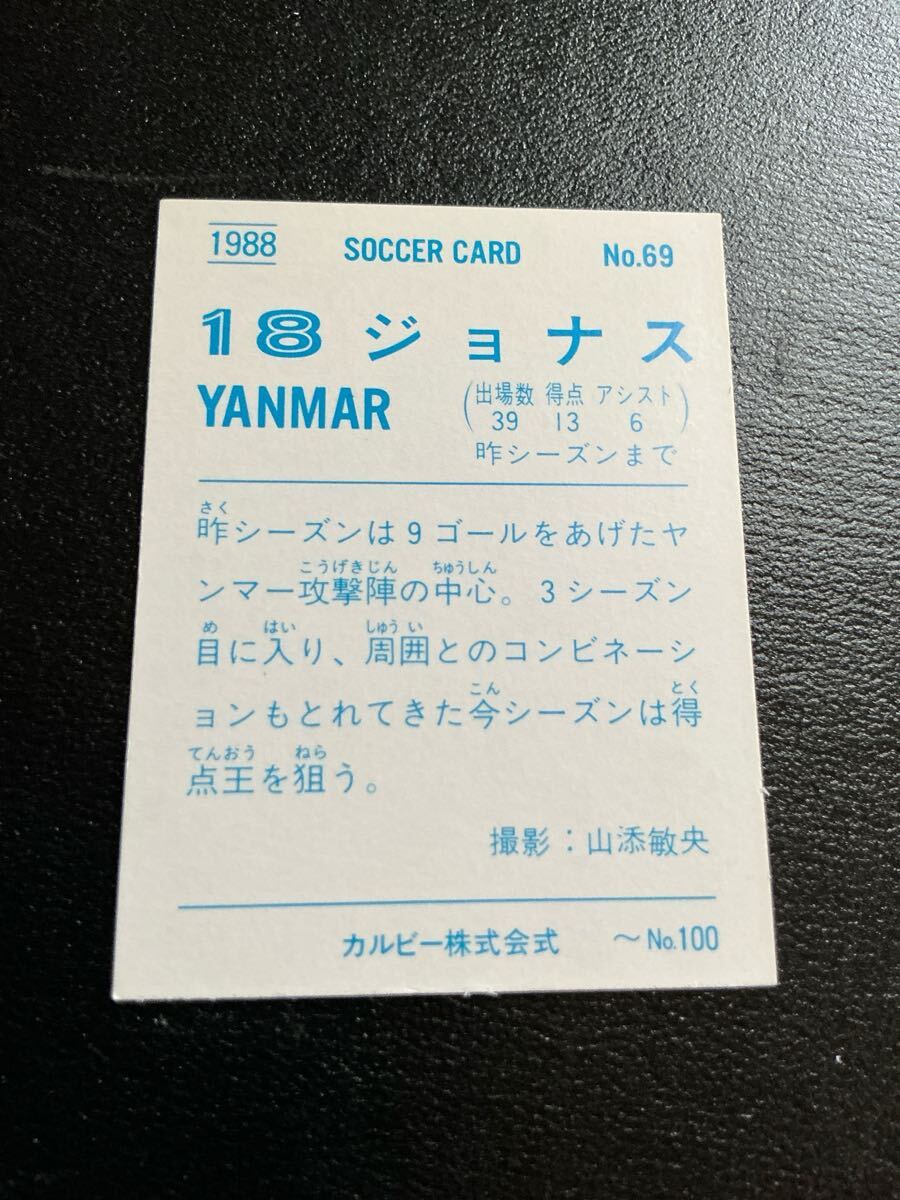 1988 SOCCER CARD No.69
18 ジョナス
YANMAR
(出場数 得点 アシスト)
39 13 6
昨シーズンまで
さく
昨シーズンは9ゴールをあげたヤ
こうげきじん ちゅうしん
ンマー攻撃陣の中心。3シーズン
め はい しゅうい
目に入り、周囲とのコンビネーシ
こん とく
ョンもとれてきた今シーズンは得
てんおう ねら
点王を狙う。
撮影:山添敏央
カルビー株式会式 〜No.100